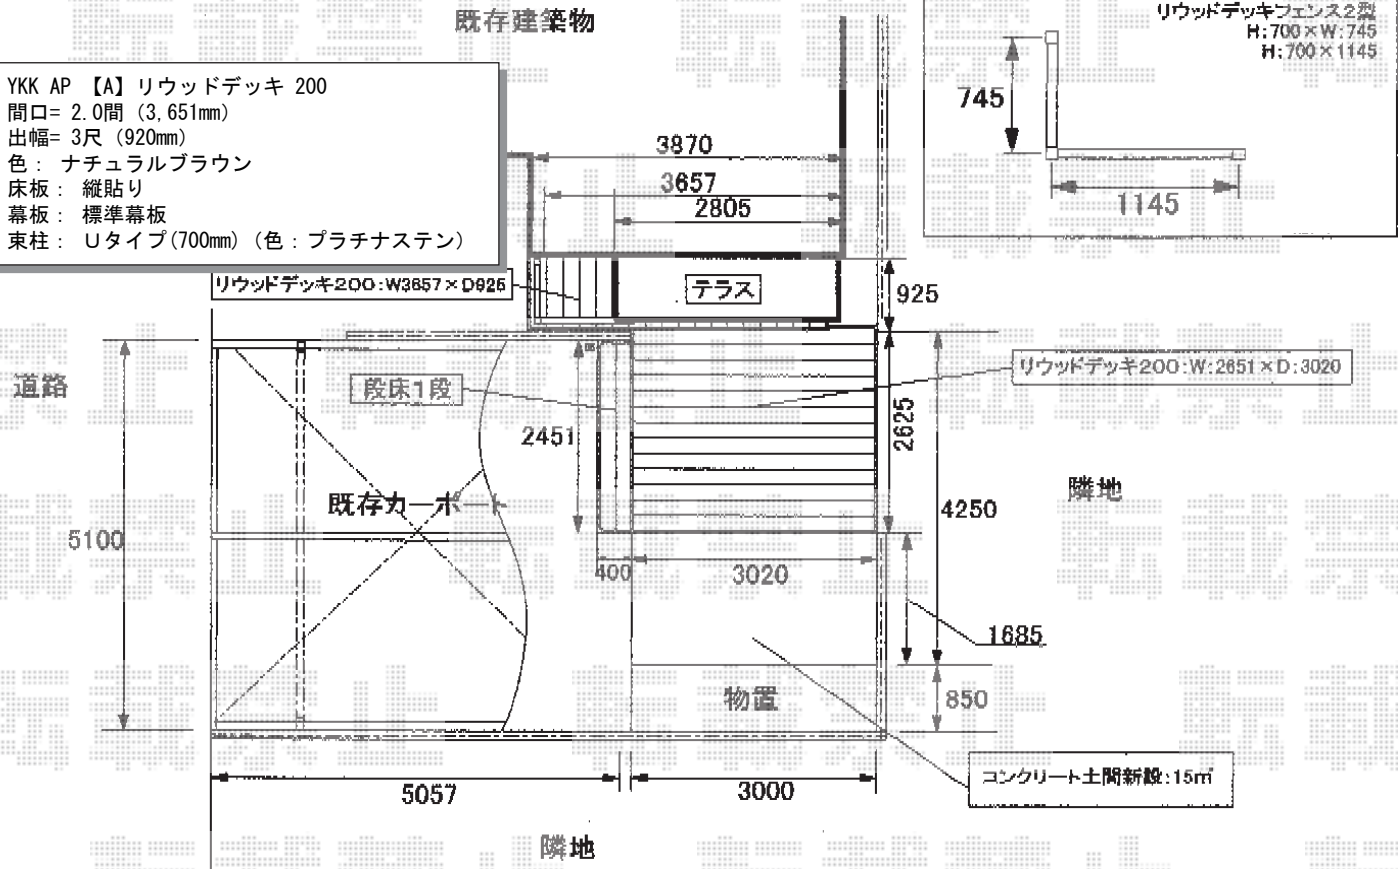 既存建築物
リウッドデッキフェンス2型
H:700×W:745
H:700×1145
745
1145
YKK AP 【A】リウッドデッキ 200
間口= 2.0間 (3,651mm)
出幅= 3尺 (920mm)
色： ナチュラルブラウン
床板： 縦貼り
幕板： 標準幕板
束柱： Uタイプ(700mm) (色：プラチナステン)
3870
3657
2805
リウッドデッキ200:W3657×D925
テラス
925
道路
段床1段
リウッドデッキ200:W:2651×D:3020
2451
2625
既存カーポート
4250
隣地
5100
400
3020
1685
物置
850
コンクリート土間新設:15㎡
5057
3000
隣地
転載禁止